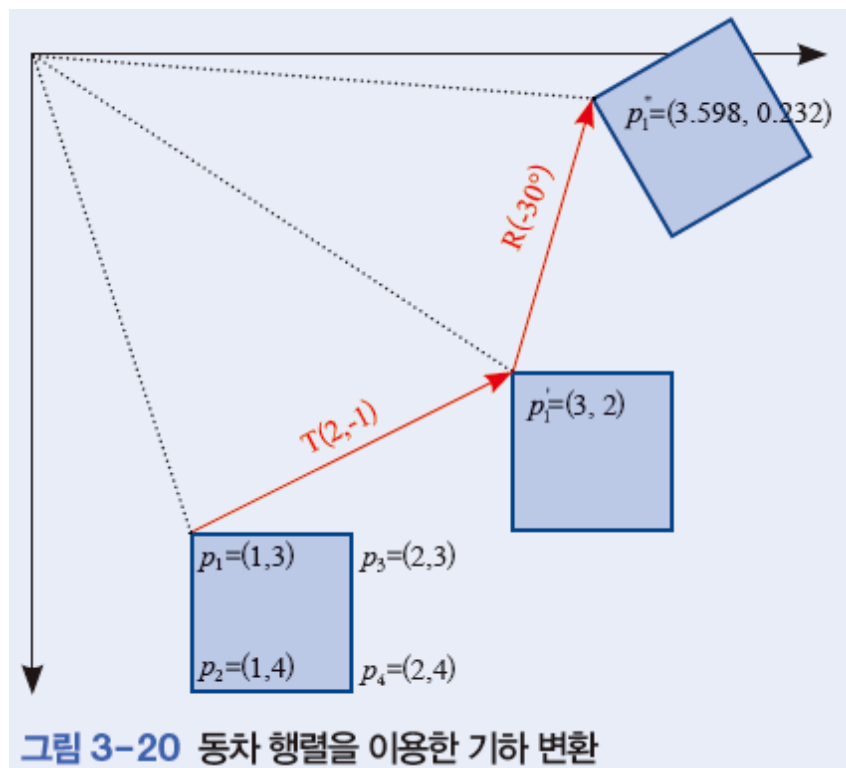 p₁"=(3.598, 0.232)
R(-30°)
p₁'=(3, 2)
T(2,-1)
p₁=(1,3) p₃=(2,3)
p₂=(1,4) p₄=(2,4)
그림 3-20 동차 행렬을 이용한 기하 변환